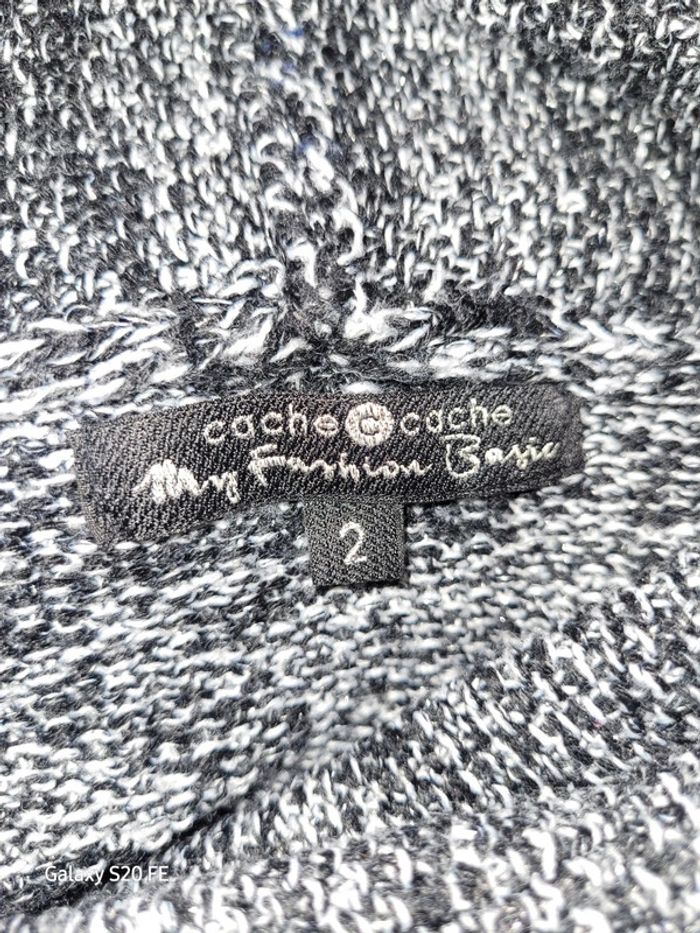 cache c cache
My Fashion Basic
2
Galaxy S20 FE